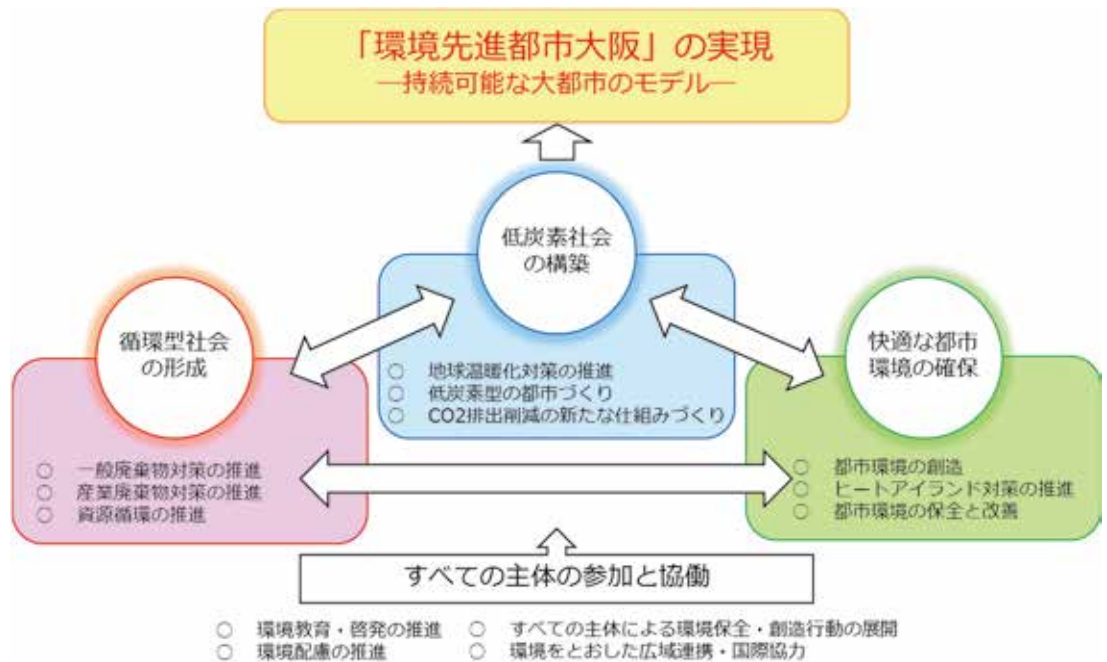 「環境先進都市大阪」の実現
―持続可能な大都市のモデル―
低炭素社会
の構築
○ 地球温暖化対策の推進
○ 低炭素型の都市づくり
○ CO2排出削減の新たな仕組みづくり
循環型社会
の形成
○ 一般廃棄物対策の推進
○ 産業廃棄物対策の推進
○ 資源循環の推進
快適な都市
環境の確保
○ 都市環境の創造
○ ヒートアイランド対策の推進
○ 都市環境の保全と改善
すべての主体の参加と協働
○ 環境教育・啓発の推進 ○ すべての主体による環境保全・創造行動の展開
○ 環境配慮の推進 ○ 環境をとおした広域連携・国際協力